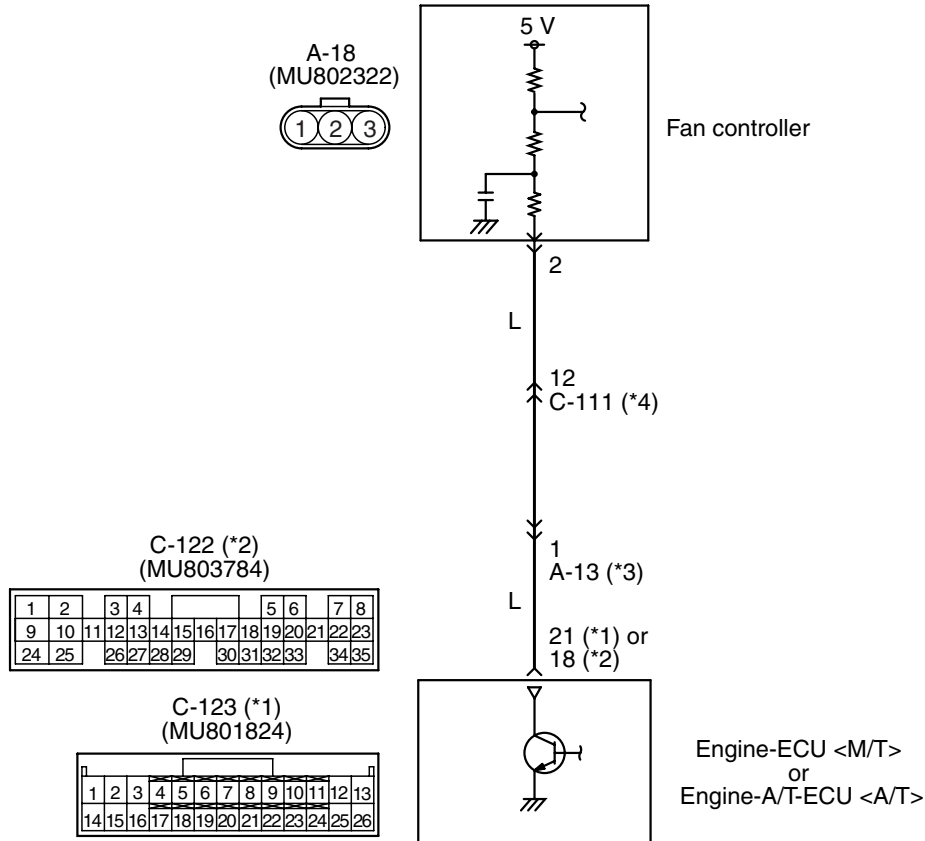 5 V
A-18
(MU802322)
1 2 3
Fan controller
2
L
12
C-111 (*4)
1
A-13 (*3)
L
21 (*1) or
18 (*2)
C-122 (*2)
(MU803784)
1 2 3 4 5 6 7 8
9 10 11 12 13 14 15 16 17 18 19 20 21 22 23
24 25 26 27 28 29 30 31 32 33 34 35
C-123 (*1)
(MU801824)
1 2 3 4 5 6 7 8 9 10 11 12 13
14 15 16 17 18 19 20 21 22 23 24 25 26
Engine-ECU <M/T>
or
Engine-A/T-ECU <A/T>